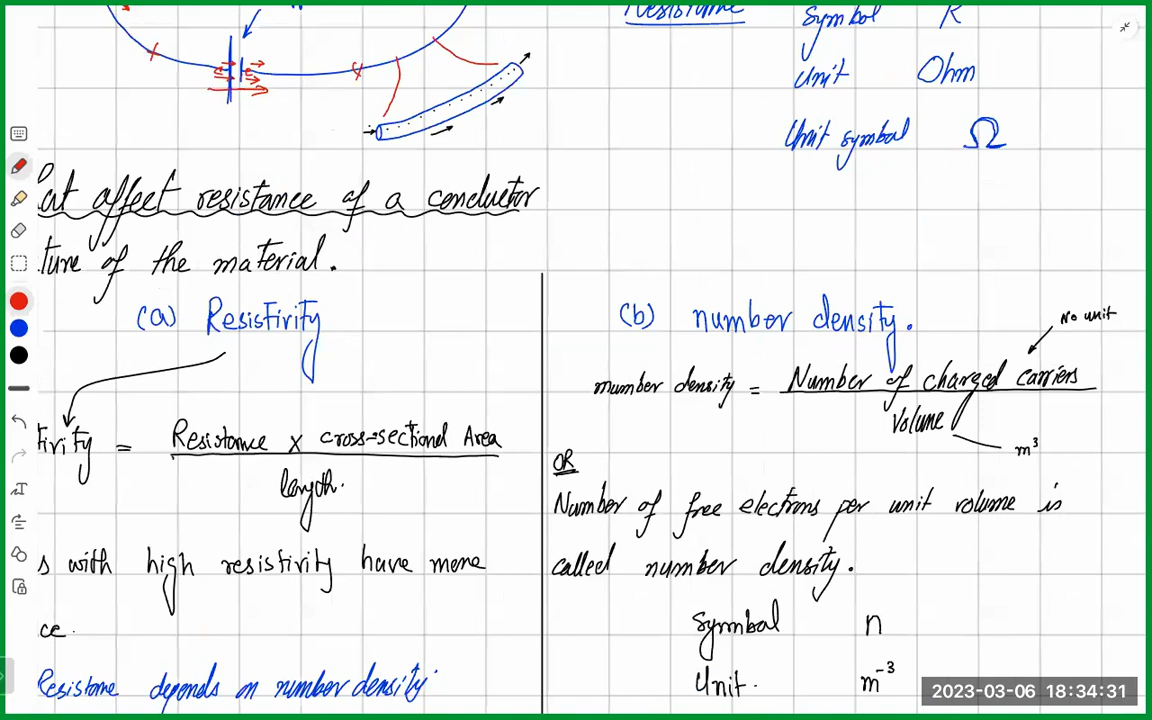 Resistance
Symbol R
Unit Ohm
Unit symbol Ω
at affect resistance of a conductor
ture of the material.
(a) Resistivity
tivity = Resistance x cross-sectional Area
length.
s with high resistivity have more
ce.
Resistance depends on number density.
(b) number density.
No unit
number density = Number of charged carriers
Volume
m³
OR
Number of free electrons per unit volume is
called number density.
Symbol n
Unit. m⁻³
2023-03-06 18:34:31